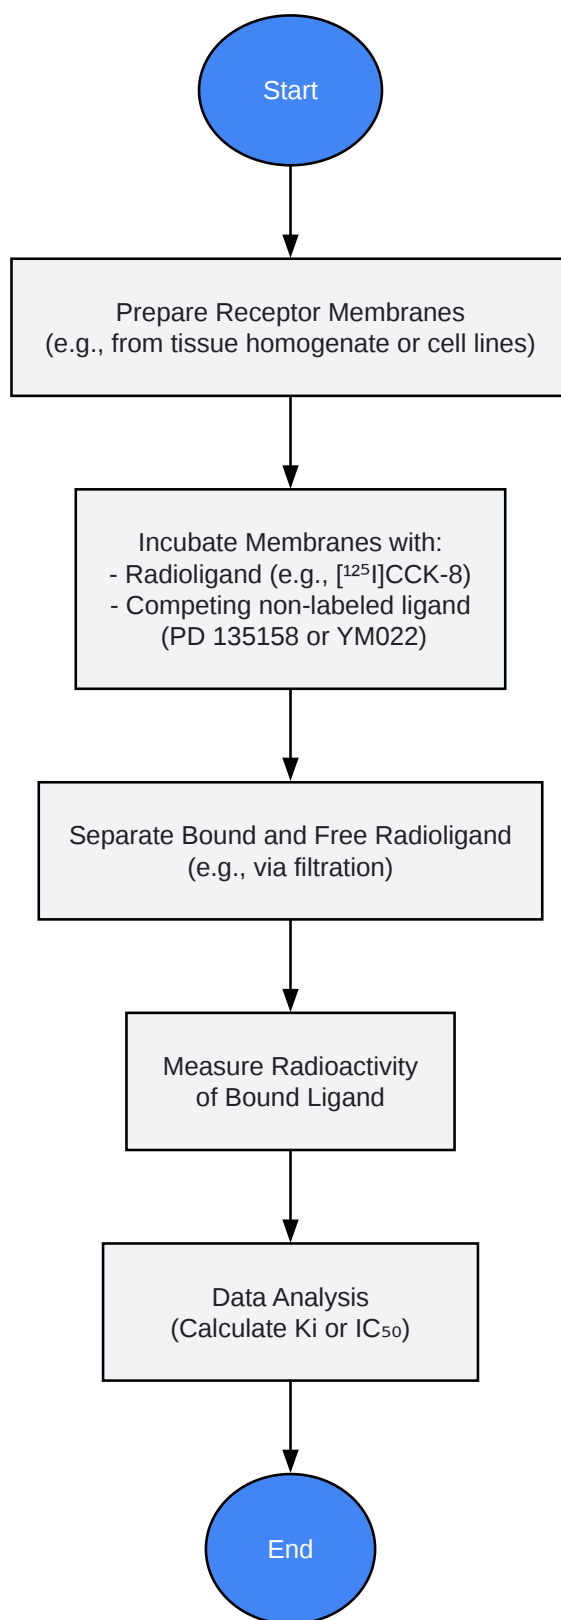 Start
Prepare Receptor Membranes
(e.g., from tissue homogenate or cell lines)
Incubate Membranes with:
- Radioligand (e.g., [¹²⁵I]CCK-8)
- Competing non-labeled ligand
(PD 135158 or YM022)
Separate Bound and Free Radioligand
(e.g., via filtration)
Measure Radioactivity
of Bound Ligand
Data Analysis
(Calculate Ki or IC₅₀)
End